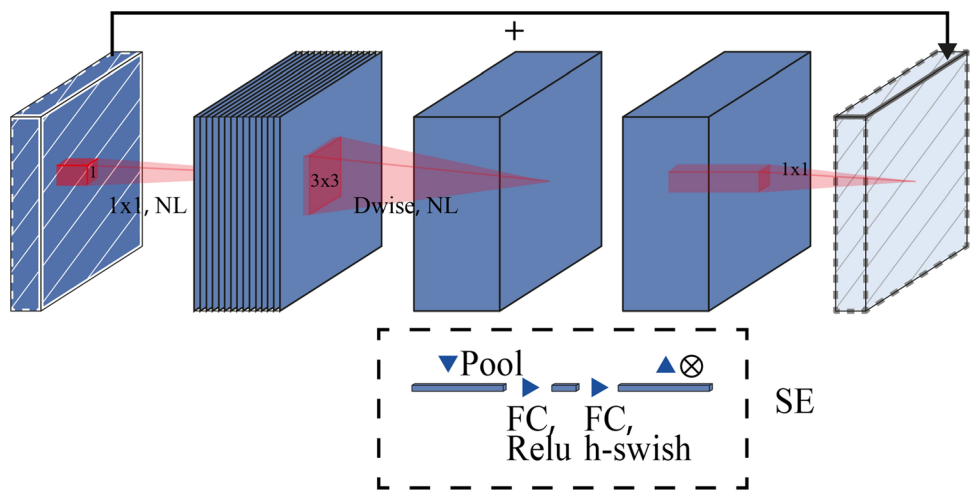 +
1
1x1, NL
3x3
Dwise, NL
1x1
Pool
FC,
Relu
FC,
h-swish
SE